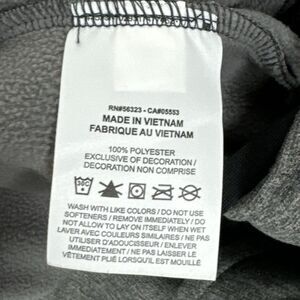 RN#56323 - CA#05553
MADE IN VIETNAM
FABRIQUE AU VIETNAM
100% POLYESTER
EXCLUSIVE OF DECORATION /
DECORATION NON COMPRISE
30C
WASH WITH LIKE COLORS / DO NOT USE
SOFTENERS / REMOVE IMMEDIATELY / DO
NOT ALLOW TO LAY ON ITSELF WHEN WET
LAVER AVEC COULEURS SIMILAIRES / NE PAS
UTILISER D'ADOUCISSEUR / ENLEVER
IMMÉDIATEMENT / NE PAS LAISSER LE
VÊTEMENT PLIÉ LORSQU'IL EST MOUILLÉ